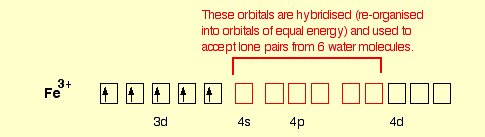 These orbitals are hybridised (re-organised
into orbitals of equal energy) and used to
accept lone pairs from 6 water molecules.
Fe3+
3d 4s 4p 4d